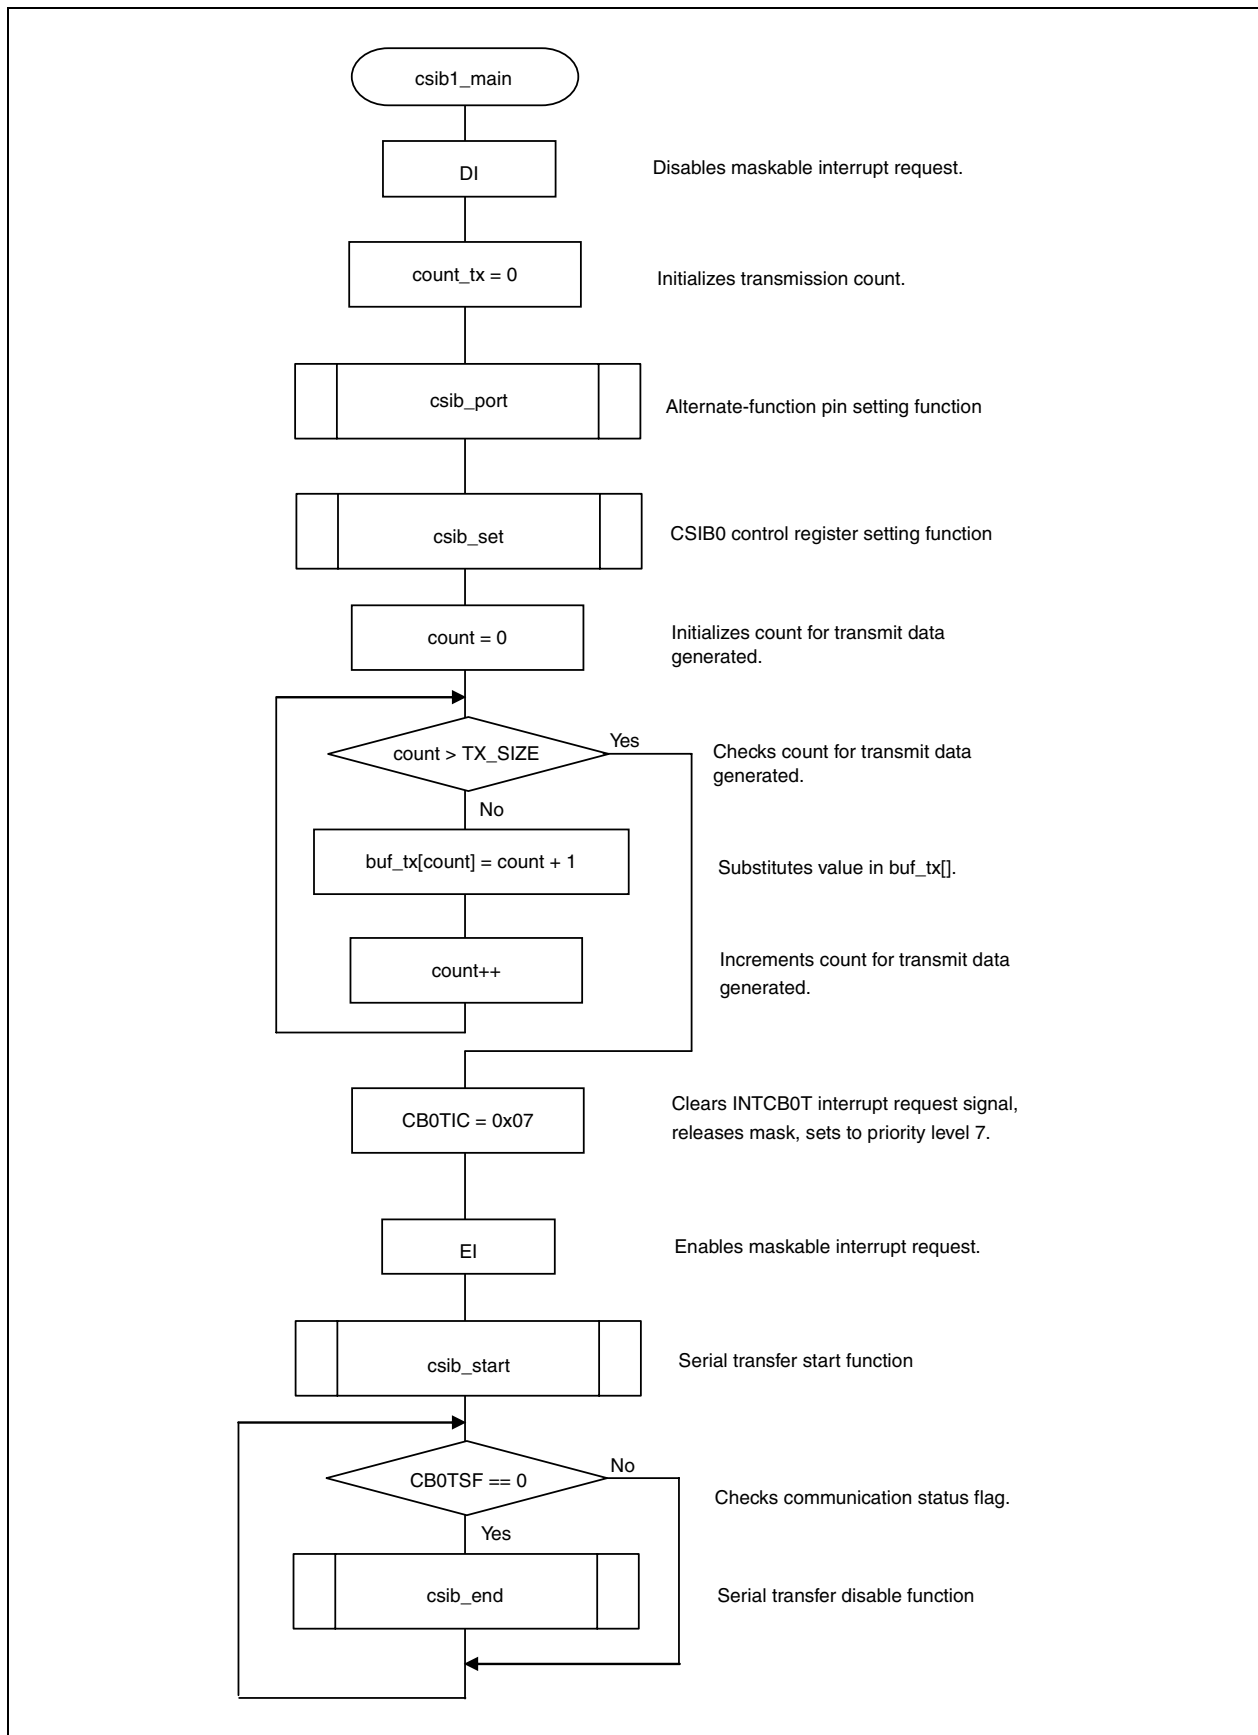 csib1_main
DI
Disables maskable interrupt request.
count_tx = 0
Initializes transmission count.
csib_port
Alternate-function pin setting function
csib_set
CSIB0 control register setting function
count = 0
Initializes count for transmit data
generated.
count > TX_SIZE
Yes
Checks count for transmit data
generated.
No
buf_tx[count] = count + 1
Substitutes value in buf_tx[].
count++
Increments count for transmit data
generated.
CB0TIC = 0x07
Clears INTCB0T interrupt request signal,
releases mask, sets to priority level 7.
EI
Enables maskable interrupt request.
csib_start
Serial transfer start function
CB0TSF == 0
No
Checks communication status flag.
Yes
csib_end
Serial transfer disable function